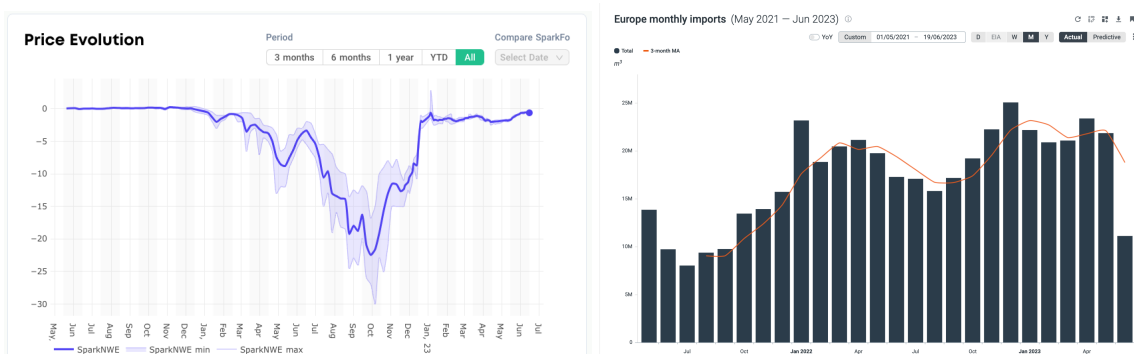 Price Evolution
Period
Compare SparkFo
3 months 6 months 1 year YTD All
Select Date
0
−5
−10
−15
−20
−25
−30
May, Jun Jul Aug Sep Oct Nov Dec Jan, Feb Mar Apr May Jun Jul Aug Sep Oct Nov Dec Jan, 23 Feb Mar Apr May Jun Jul
SparkNWE SparkNWE min SparkNWE max
Europe monthly imports (May 2021 — Jun 2023)
YoY Custom 01/05/2021 – 19/06/2023 D EIA W M Y Actual Predictive
Total 3-month MA
m³
25M
20M
15M
10M
5M
0
Jul Oct Jan 2022 Apr Jul Oct Jan 2023 Apr